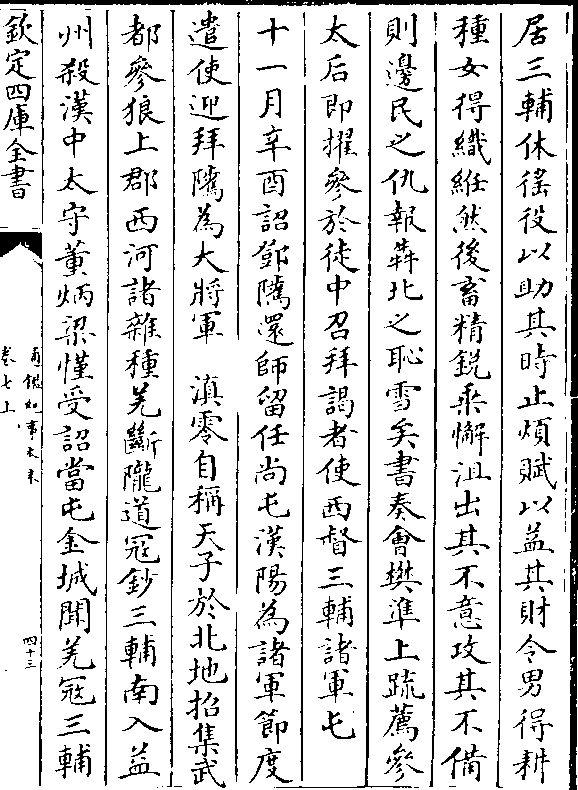 居三輔休徭役以助其時止煩賦以益其財令男得耕
種女得織絍然後畜精銳乘懈沮出其不意攻其不備
則邊民之仇報犇北之恥雪矣書奏會樊準上疏薦參
太后即擢參於徒中召拜謁者使西督三輔諸軍屯
十一月辛酉詔鄧隲還師留任尚屯漢陽為諸軍節度
遣使迎拜隲為大將軍　滇零自稱天子於北地招集武
都參狼上郡西河諸雜種羌斷隴道冦鈔三輔南入益
州殺漢中太守董炳梁慬受詔當屯金城聞羌冦三輔
欽定四庫全書
通鑑紀事本末
卷七上
四十三